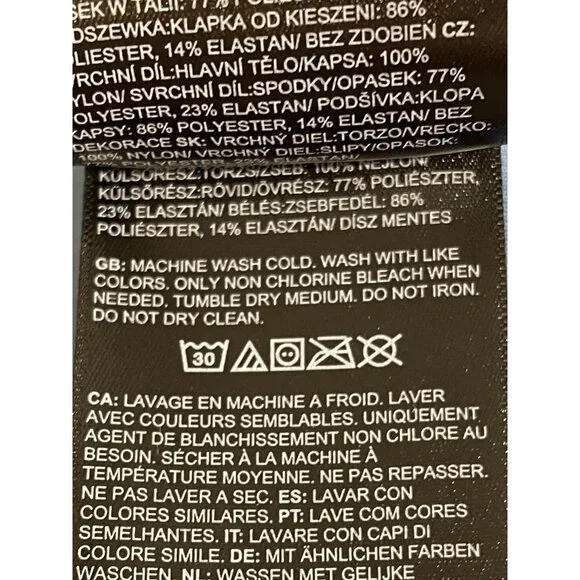 W TALII: 77%
KLAPKA OD KIESZENI: 86%
14% ELASTAN/ BEZ ZDOBIEŃ CZ:
DÍL:HLAVNÍ TĚLO/KAPSA: 100%
SVRCHNÍ DÍL:SPODKY/OPASEK: 77%
POLYESTER, 23% ELASTAN/ PODŠÍVKA:KLOPA
KAPSY: 86% POLYESTER, 14% ELASTAN/ BEZ
DEKORACE SK: VRCHNÝ DIEL:TORZO/VRECKO:
100% NYLON/ VRCHNÝ DIEL:SLIPY/OPASOK:
KÜLSŐRÉSZ:TÖRZS/ZSEB: 100% NEJLON/
KÜLSŐRÉSZ:RÖVID/ÖVRÉSZ: 77% POLIÉSZTER,
23% ELASZTÁN/ BÉLÉS:ZSEBFEDÉL: 86%
POLIÉSZTER, 14% ELASZTÁN/ DÍSZ MENTES
GB: MACHINE WASH COLD. WASH WITH LIKE
COLORS. ONLY NON CHLORINE BLEACH WHEN
NEEDED. TUMBLE DRY MEDIUM. DO NOT IRON.
DO NOT DRY CLEAN.
30
CA: LAVAGE EN MACHINE A FROID. LAVER
AVEC COULEURS SEMBLABLES. UNIQUEMENT
AGENT DE BLANCHISSEMENT NON CHLORE AU
BESOIN. SÉCHER À LA MACHINE À
TEMPÉRATURE MOYENNE. NE PAS REPASSER.
NE PAS LAVER A SEC. ES: LAVAR CON
COLORES SIMILARES. PT: LAVE COM CORES
SEMELHANTES. IT: LAVARE CON CAPI DI
COLORE SIMILE. DE: MIT ÄHNLICHEN FARBEN
WASCHEN. NL: WASSEN MET GELIJKE